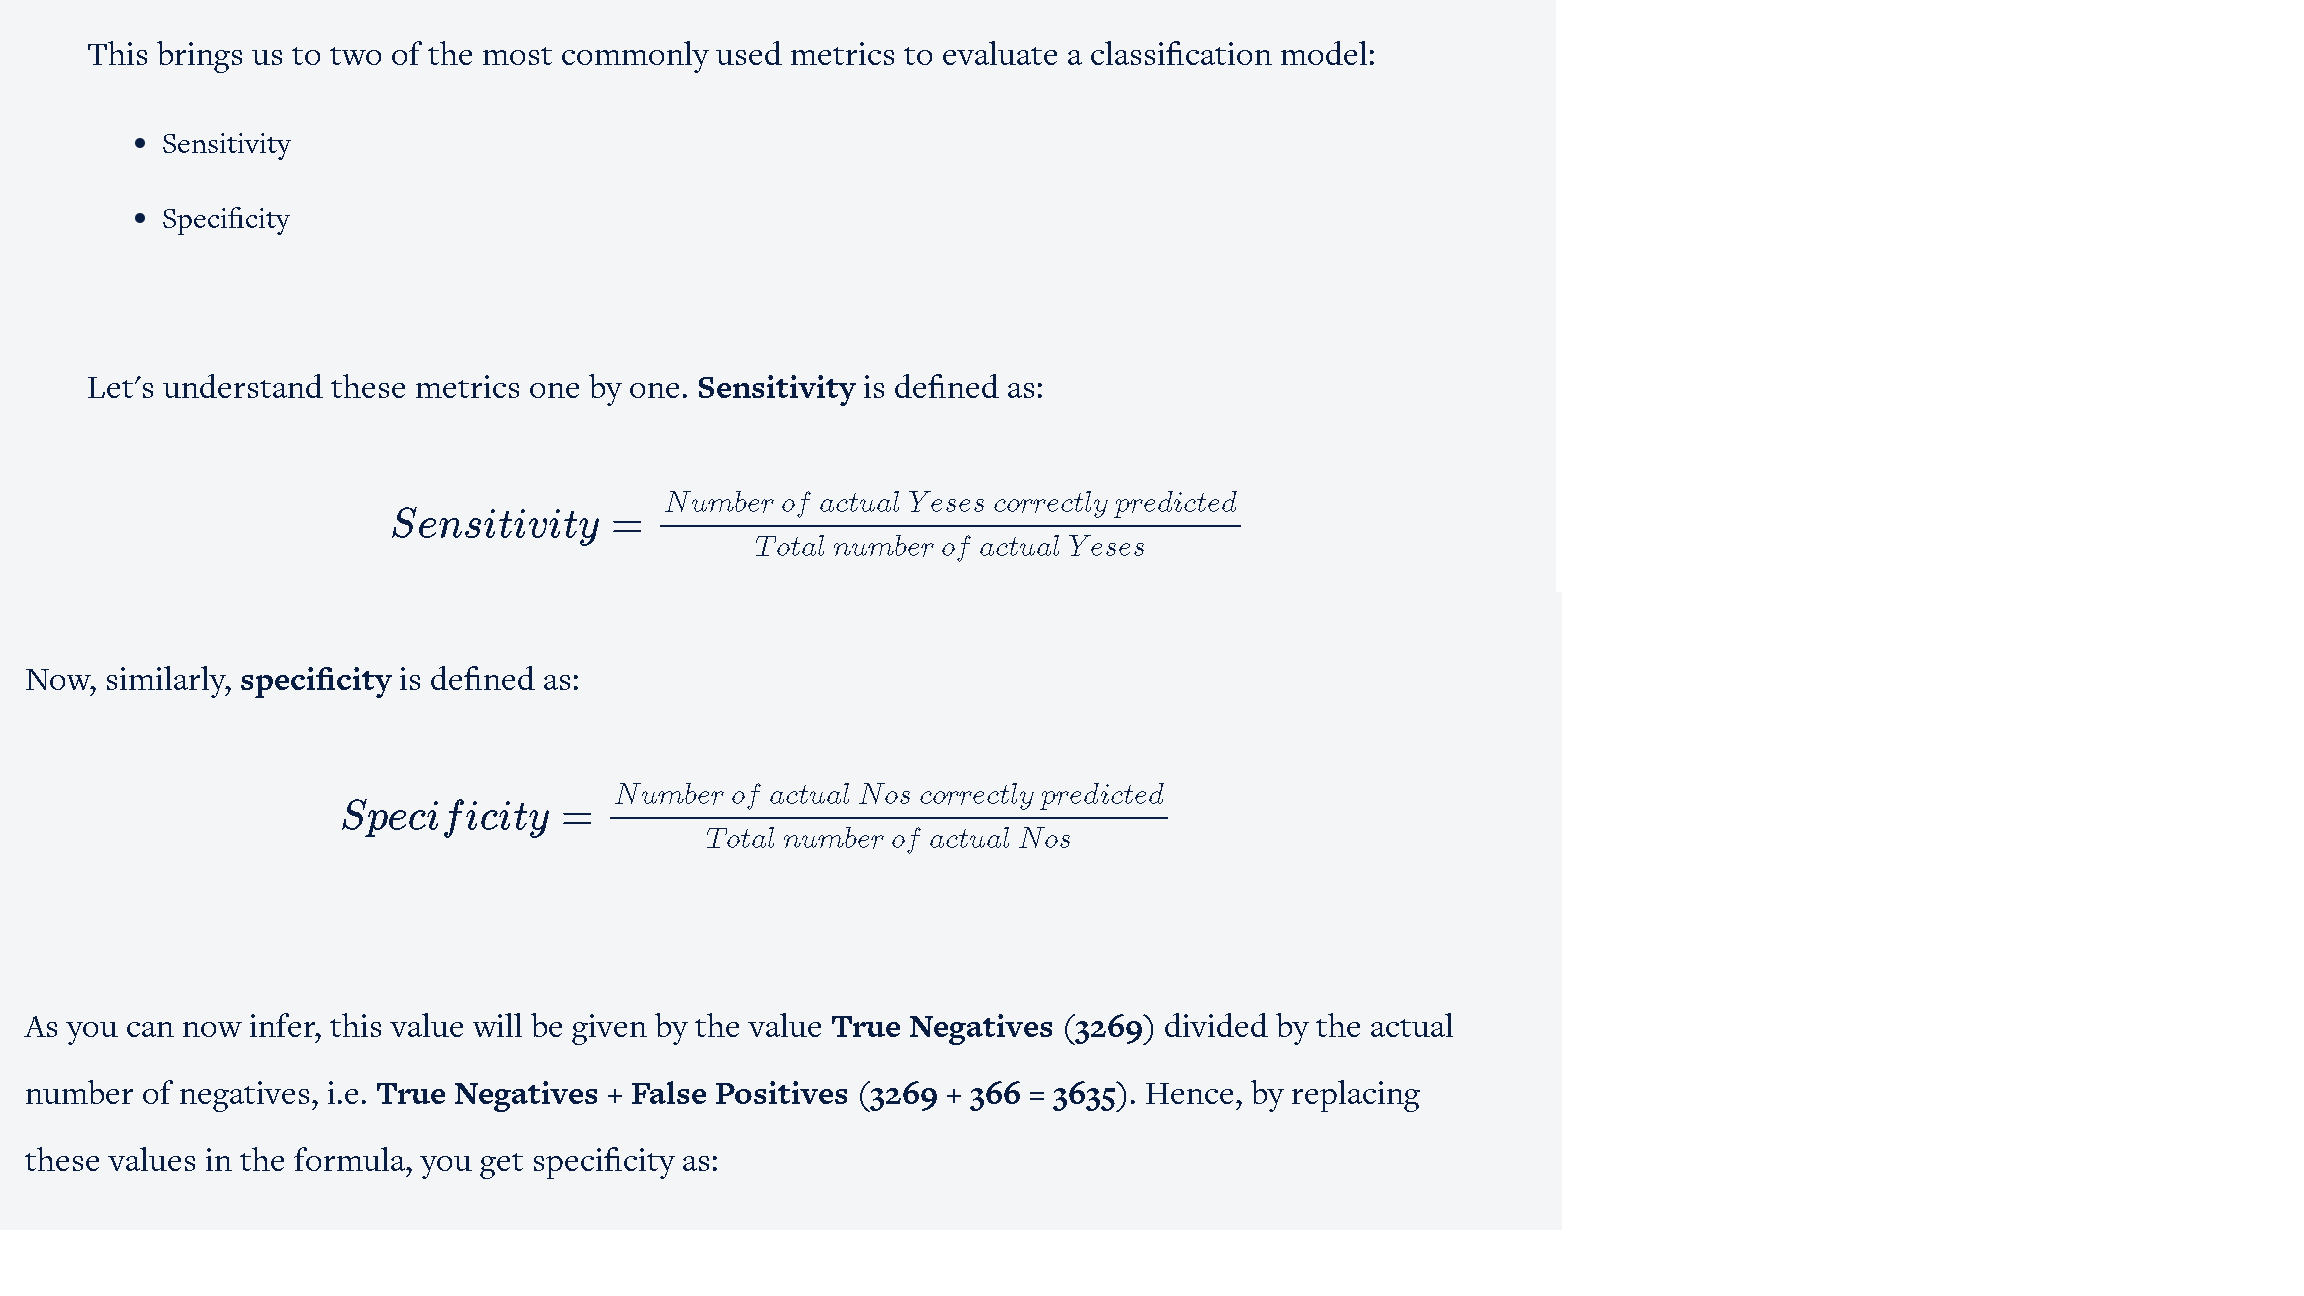 This brings us to two of the most commonly used metrics to evaluate a classification model:
• Sensitivity
• Specificity
Let's understand these metrics one by one. Sensitivity is defined as:
Sensitivity = Number of actual Yeses correctly predicted / Total number of actual Yeses
Now, similarly, specificity is defined as:
Specificity = Number of actual Nos correctly predicted / Total number of actual Nos
As you can now infer, this value will be given by the value True Negatives (3269) divided by the actual
number of negatives, i.e. True Negatives + False Positives (3269 + 366 = 3635). Hence, by replacing
these values in the formula, you get specificity as: